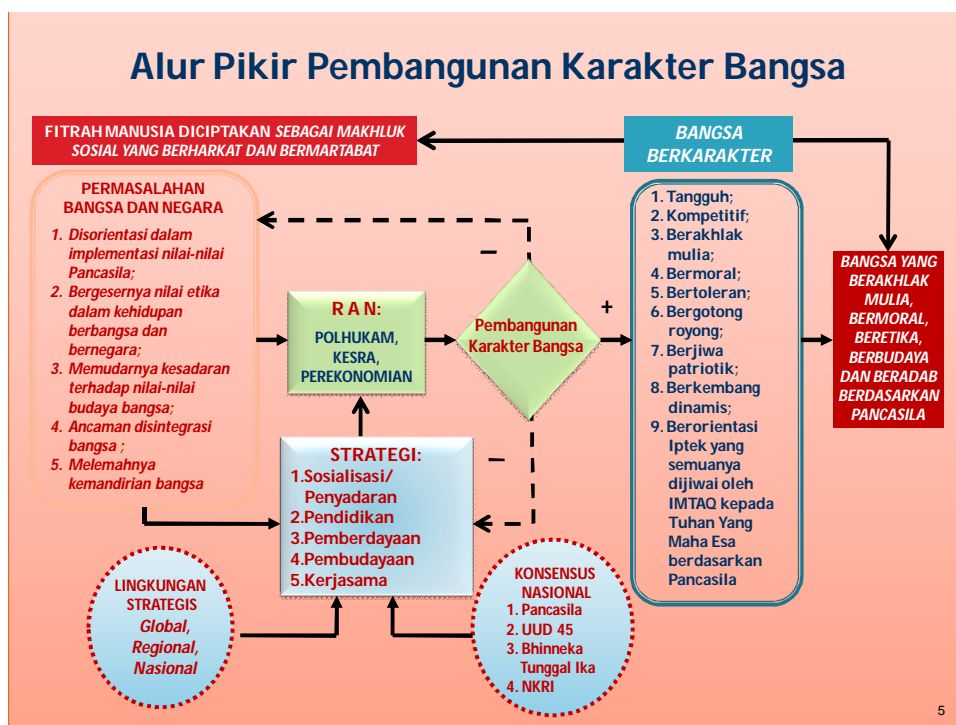 Alur Pikir Pembangunan Karakter Bangsa
FITRAH MANUSIA DICIPTAKAN SEBAGAI MAKHLUK
SOSIAL YANG BERHARKAT DAN BERMARTABAT
BANGSA
BERKARAKTER
PERMASALAHAN
BANGSA DAN NEGARA
1. Disorientasi dalam
implementasi nilai-nilai
Pancasila;
2. Bergesernya nilai etika
dalam kehidupan
berbangsa dan
bernegara;
3. Memudarnya kesadaran
terhadap nilai-nilai
budaya bangsa;
4. Ancaman disintegrasi
bangsa ;
5. Melemahnya
kemandirian bangsa
R A N:
POLHUKAM,
KESRA,
PEREKONOMIAN
–
Pembangunan
Karakter Bangsa
+
–
1. Tangguh;
2. Kompetitif;
3. Berakhlak
mulia;
4. Bermoral;
5. Bertoleran;
6. Bergotong
royong;
7. Berjiwa
patriotik;
8. Berkembang
dinamis;
9. Berorientasi
Iptek yang
semuanya
dijiwai oleh
IMTAQ kepada
Tuhan Yang
Maha Esa
berdasarkan
Pancasila
BANGSA YANG
BERAKHLAK
MULIA,
BERMORAL,
BERETIKA,
BERBUDAYA
DAN BERADAB
BERDASARKAN
PANCASILA
STRATEGI:
1.Sosialisasi/
Penyadaran
2.Pendidikan
3.Pemberdayaan
4.Pembudayaan
5.Kerjasama
LINGKUNGAN
STRATEGIS
Global,
Regional,
Nasional
KONSENSUS
NASIONAL
1. Pancasila
2. UUD 45
3. Bhinneka
Tunggal Ika
4. NKRI
5